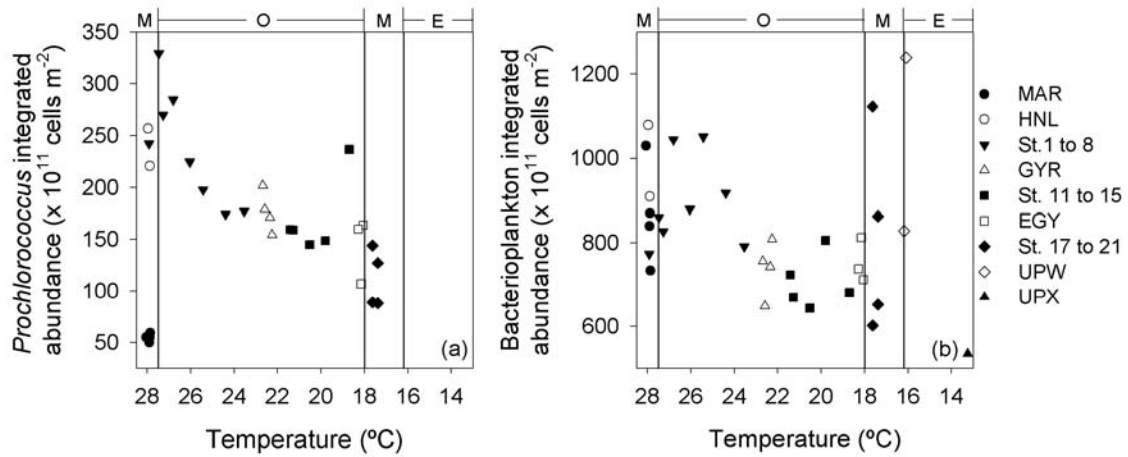 M O M E
M O M E
Prochlorococcus integrated
abundance (x 10¹¹ cells m⁻²)
350
300
250
200
150
100
50
(a)
28 26 24 22 20 18 16 14
Temperature (ºC)
Bacterioplankton integrated
abundance (x 10¹¹ cells m⁻²)
1200
1000
800
600
(b)
28 26 24 22 20 18 16 14
Temperature (ºC)
MAR
HNL
St.1 to 8
GYR
St. 11 to 15
EGY
St. 17 to 21
UPW
UPX